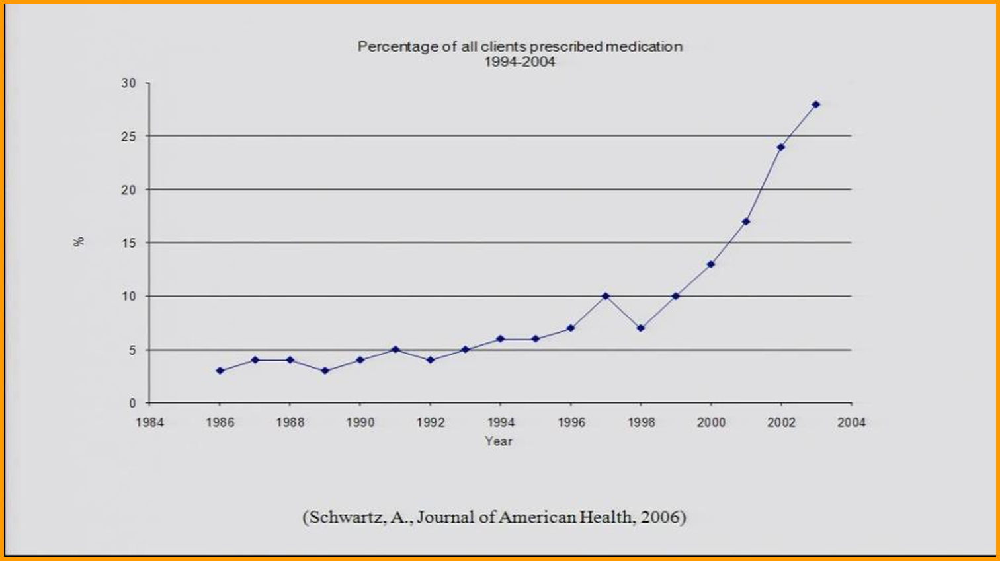 Percentage of all clients prescribed medication
1994-2004
30
25
20
15
10
5
0
%
1984 1986 1988 1990 1992 1994 1996 1998 2000 2002 2004
Year
(Schwartz, A., Journal of American Health, 2006)